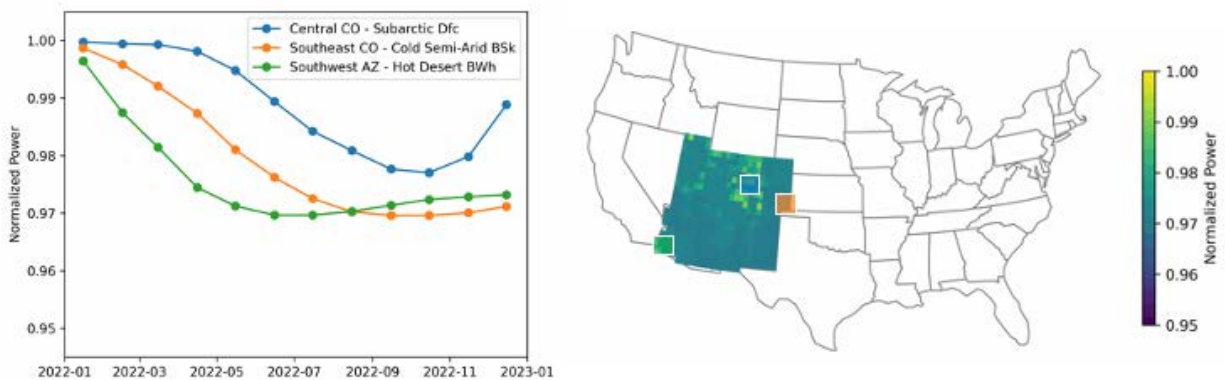 Central CO - Subarctic Dfc
Southeast CO - Cold Semi-Arid BSk
Southwest AZ - Hot Desert BWh
1.00
0.99
0.98
0.97
0.96
0.95
Normalized Power
2022-01 2022-03 2022-05 2022-07 2022-09 2022-11 2023-01
1.00
0.99
0.98
0.97
0.96
0.95
Normalized Power